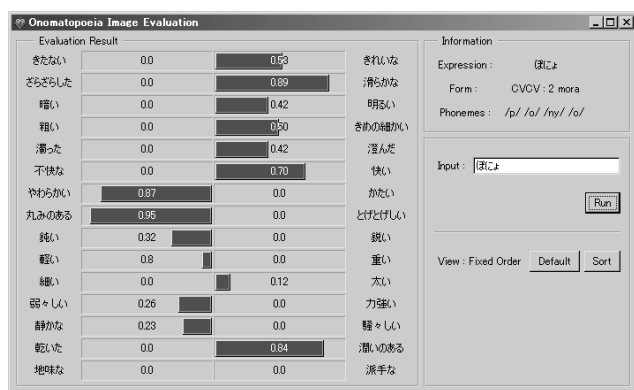 Onomatopoeia Image Evaluation
Evaluation Result
きたない 0.0 0.53 きれいな
ざらざらした 0.0 0.89 滑らかな
暗い 0.0 0.42 明るい
粗い 0.0 0.50 きめの細かい
濁った 0.0 0.42 澄んだ
不快な 0.0 0.70 快い
やわらかい 0.87 0.0 かたい
丸みのある 0.95 0.0 とげとげしい
鈍い 0.32 0.0 鋭い
軽い 0.8 0.0 重い
細い 0.0 0.12 太い
弱々しい 0.26 0.0 力強い
静かな 0.23 0.0 騒々しい
乾いた 0.0 0.84 潤いのある
地味な 0.0 0.0 派手な
Information
Expression : ぽにょ
Form : CVCV : 2 mora
Phonemes : /p/ /o/ /ny/ /o/
Input : ぽにょ
Run
View : Fixed Order Default Sort